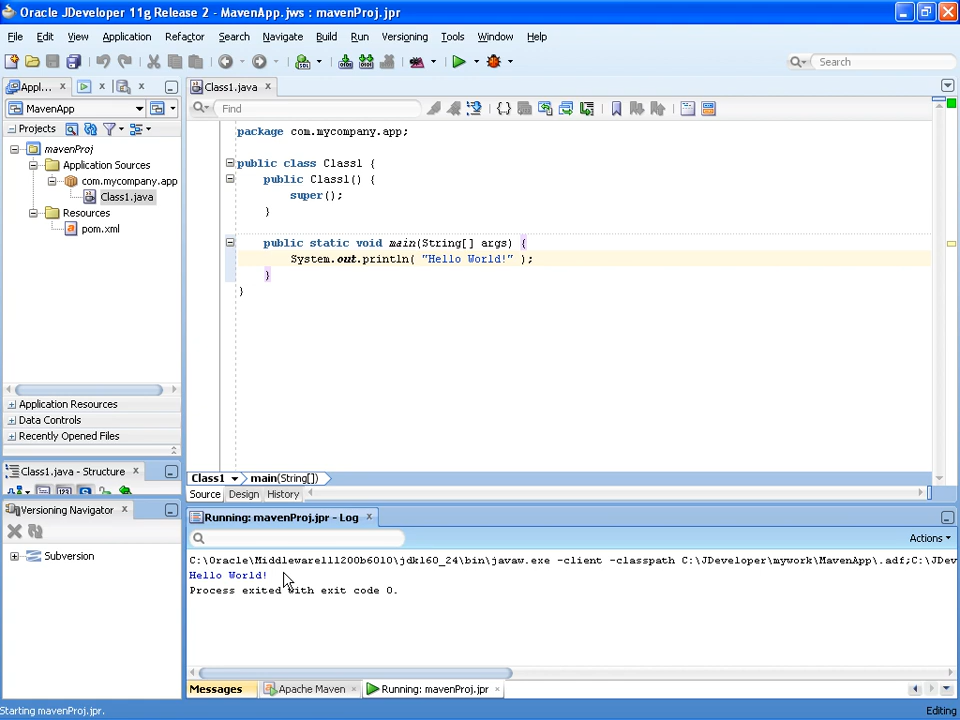 Oracle JDeveloper 11g Release 2 - MavenApp.jws : mavenProj.jpr
File Edit View Application Refactor Search Navigate Build Run Versioning Tools Window Help
Search
Appl...
Class1.java
MavenApp
Find
Projects
mavenProj
Application Sources
com.mycompany.app
Class1.java
Resources
pom.xml
package com.mycompany.app;
public class Class1 {
public Class1() {
super();
}
public static void main(String[] args) {
System.out.println( "Hello World!" );
}
}
Application Resources
Data Controls
Recently Opened Files
Class1.java - Structure
Class1 main(String[])
Source Design History
Versioning Navigator
Subversion
Running: mavenProj.jpr - Log
Actions
C:\Oracle\Middleware111200b6010\jdk160_24\bin\javaw.exe -client -classpath C:\JDeveloper\mywork\MavenApp\.adf;C:\JDev
Hello World!
Process exited with exit code 0.
Messages Apache Maven Running: mavenProj.jpr
Starting mavenProj.jpr.
Editing